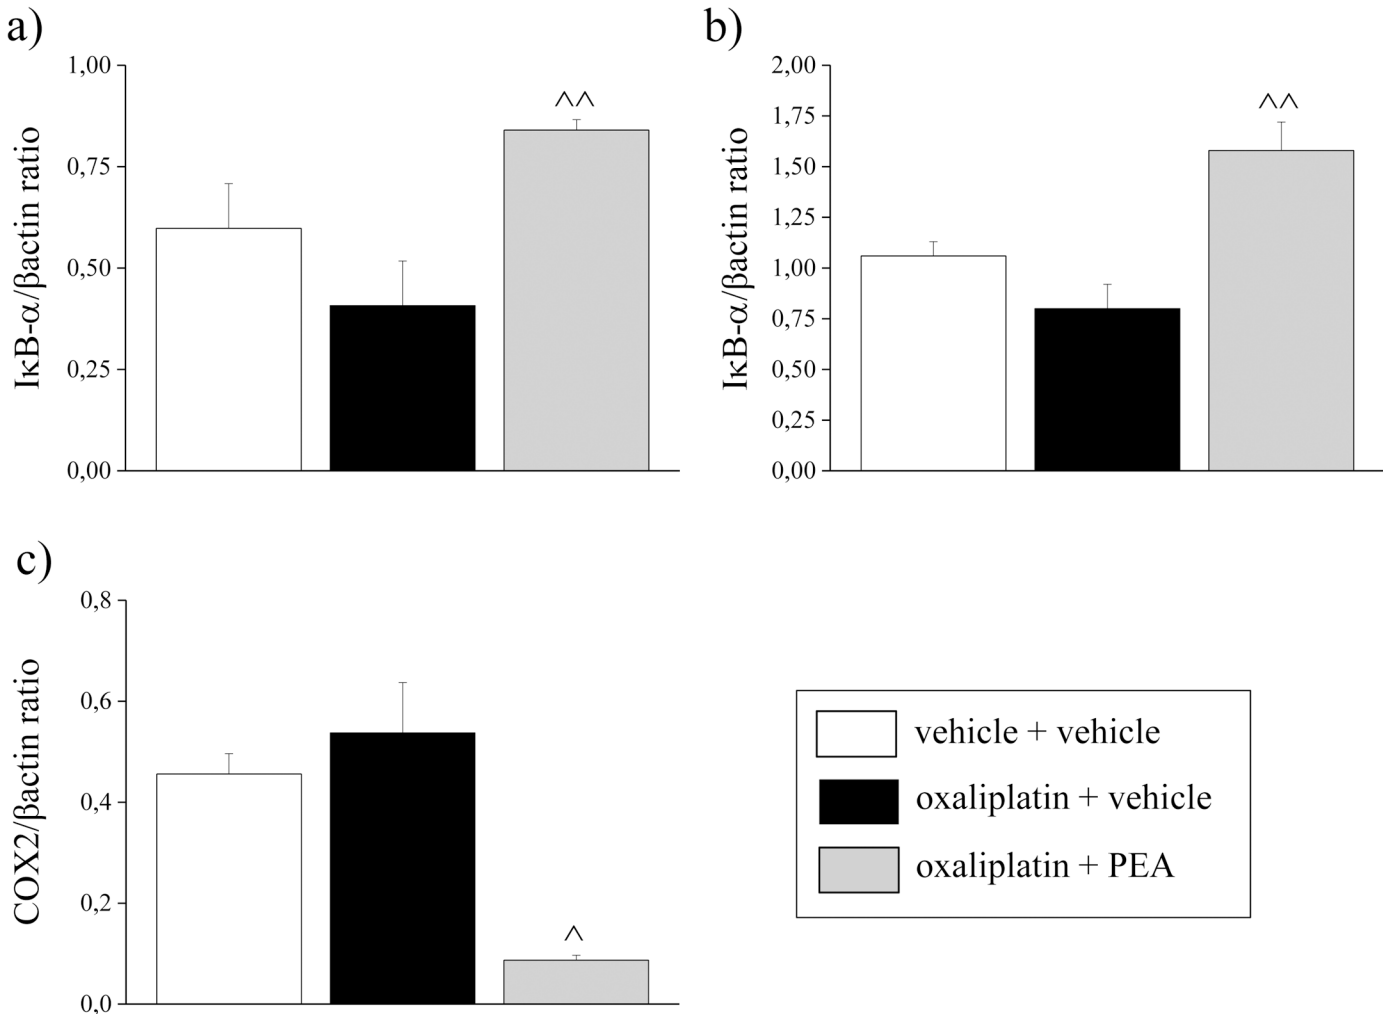 a)
IκB-α/βactin ratio
1,00
0,75
0,50
0,25
0,00
^^
b)
IκB-α/βactin ratio
2,00
1,75
1,50
1,25
1,00
0,75
0,50
0,25
0,00
^^
c)
COX2/βactin ratio
0,8
0,6
0,4
0,2
0,0
^
vehicle + vehicle
oxaliplatin + vehicle
oxaliplatin + PEA